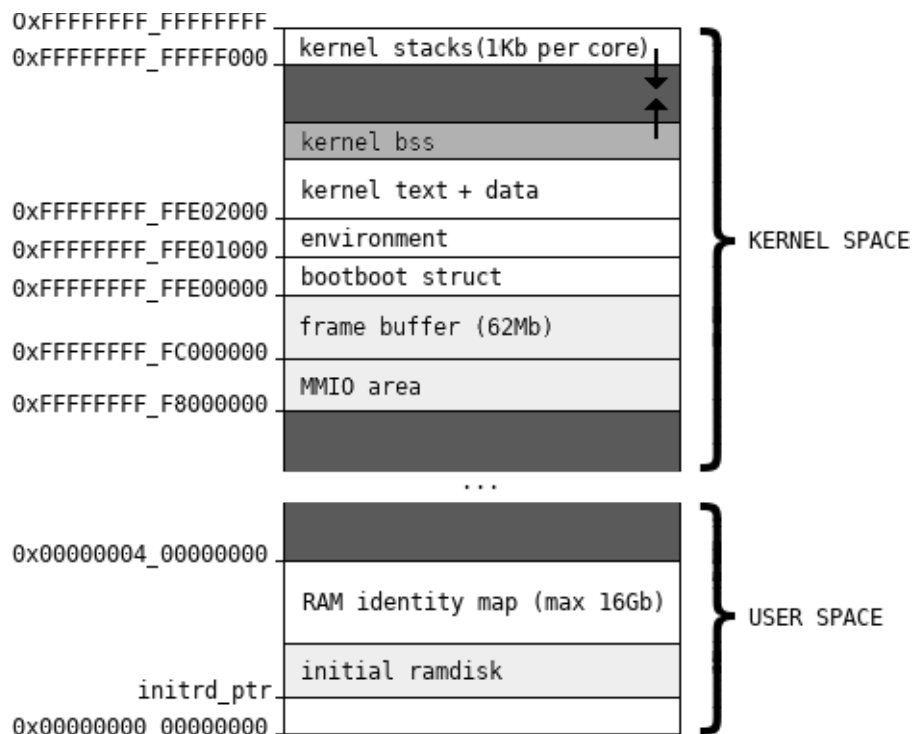 0xFFFFFFFF_FFFFFFFF
kernel stacks(1Kb per core)
0xFFFFFFFF_FFFFF000
kernel bss
kernel text + data
0xFFFFFFFF_FFE02000
environment
0xFFFFFFFF_FFE01000
KERNEL SPACE
bootboot struct
0xFFFFFFFF_FFE00000
frame buffer (62Mb)
0xFFFFFFFF_FC000000
MMIO area
0xFFFFFFFF_F8000000
...
0x00000004_00000000
RAM identity map (max 16Gb)
USER SPACE
initial ramdisk
initrd_ptr
0x00000000_00000000